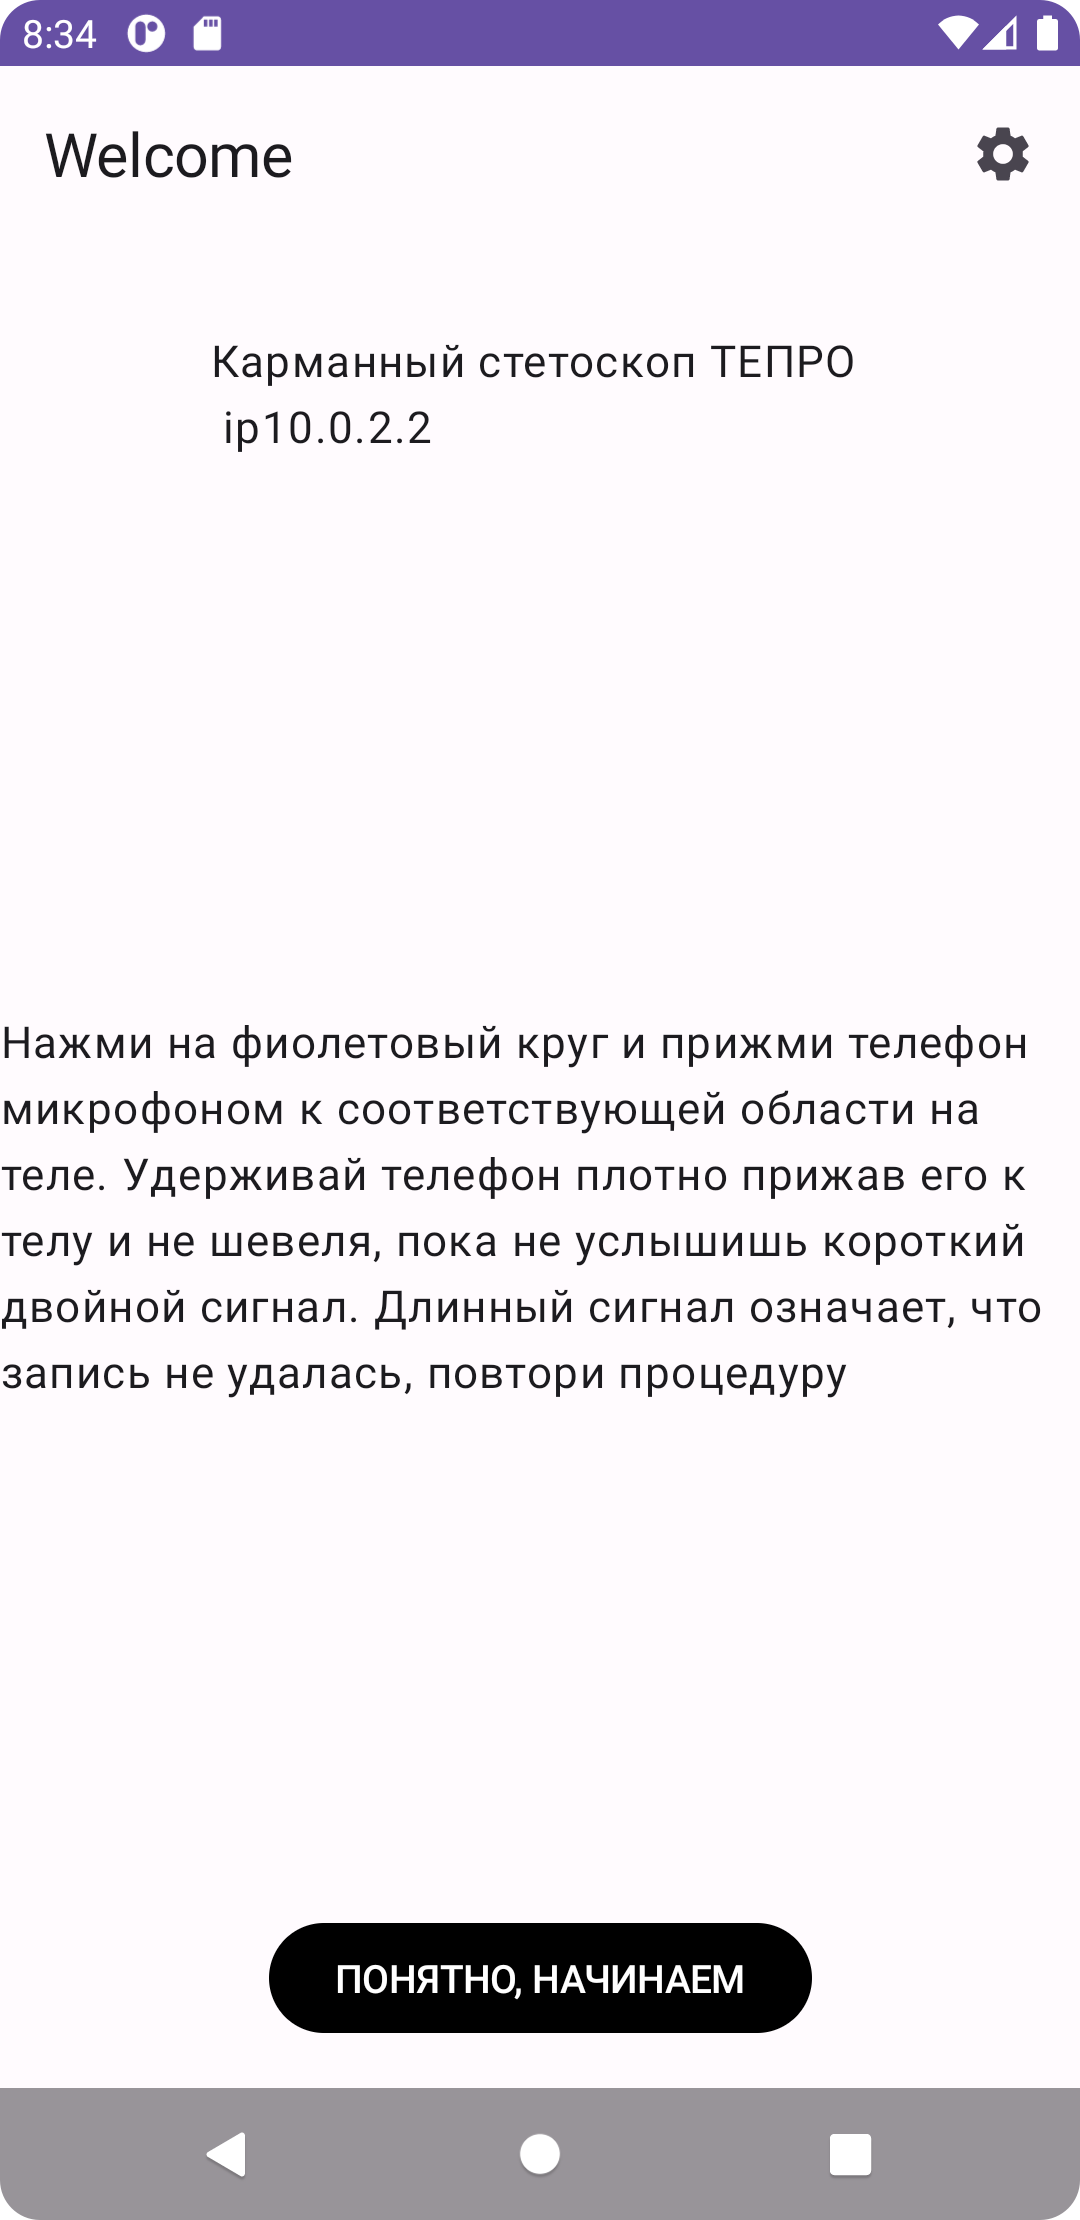 8:34
Welcome
Карманный стетоскоп ТЕПРО
ip10.0.2.2
Нажми на фиолетовый круг и прижми телефон
микрофоном к соответствующей области на
теле. Удерживай телефон плотно прижав его к
телу и не шевеля, пока не услышишь короткий
двойной сигнал. Длинный сигнал означает, что
запись не удалась, повтори процедуру
ПОНЯТНО, НАЧИНАЕМ